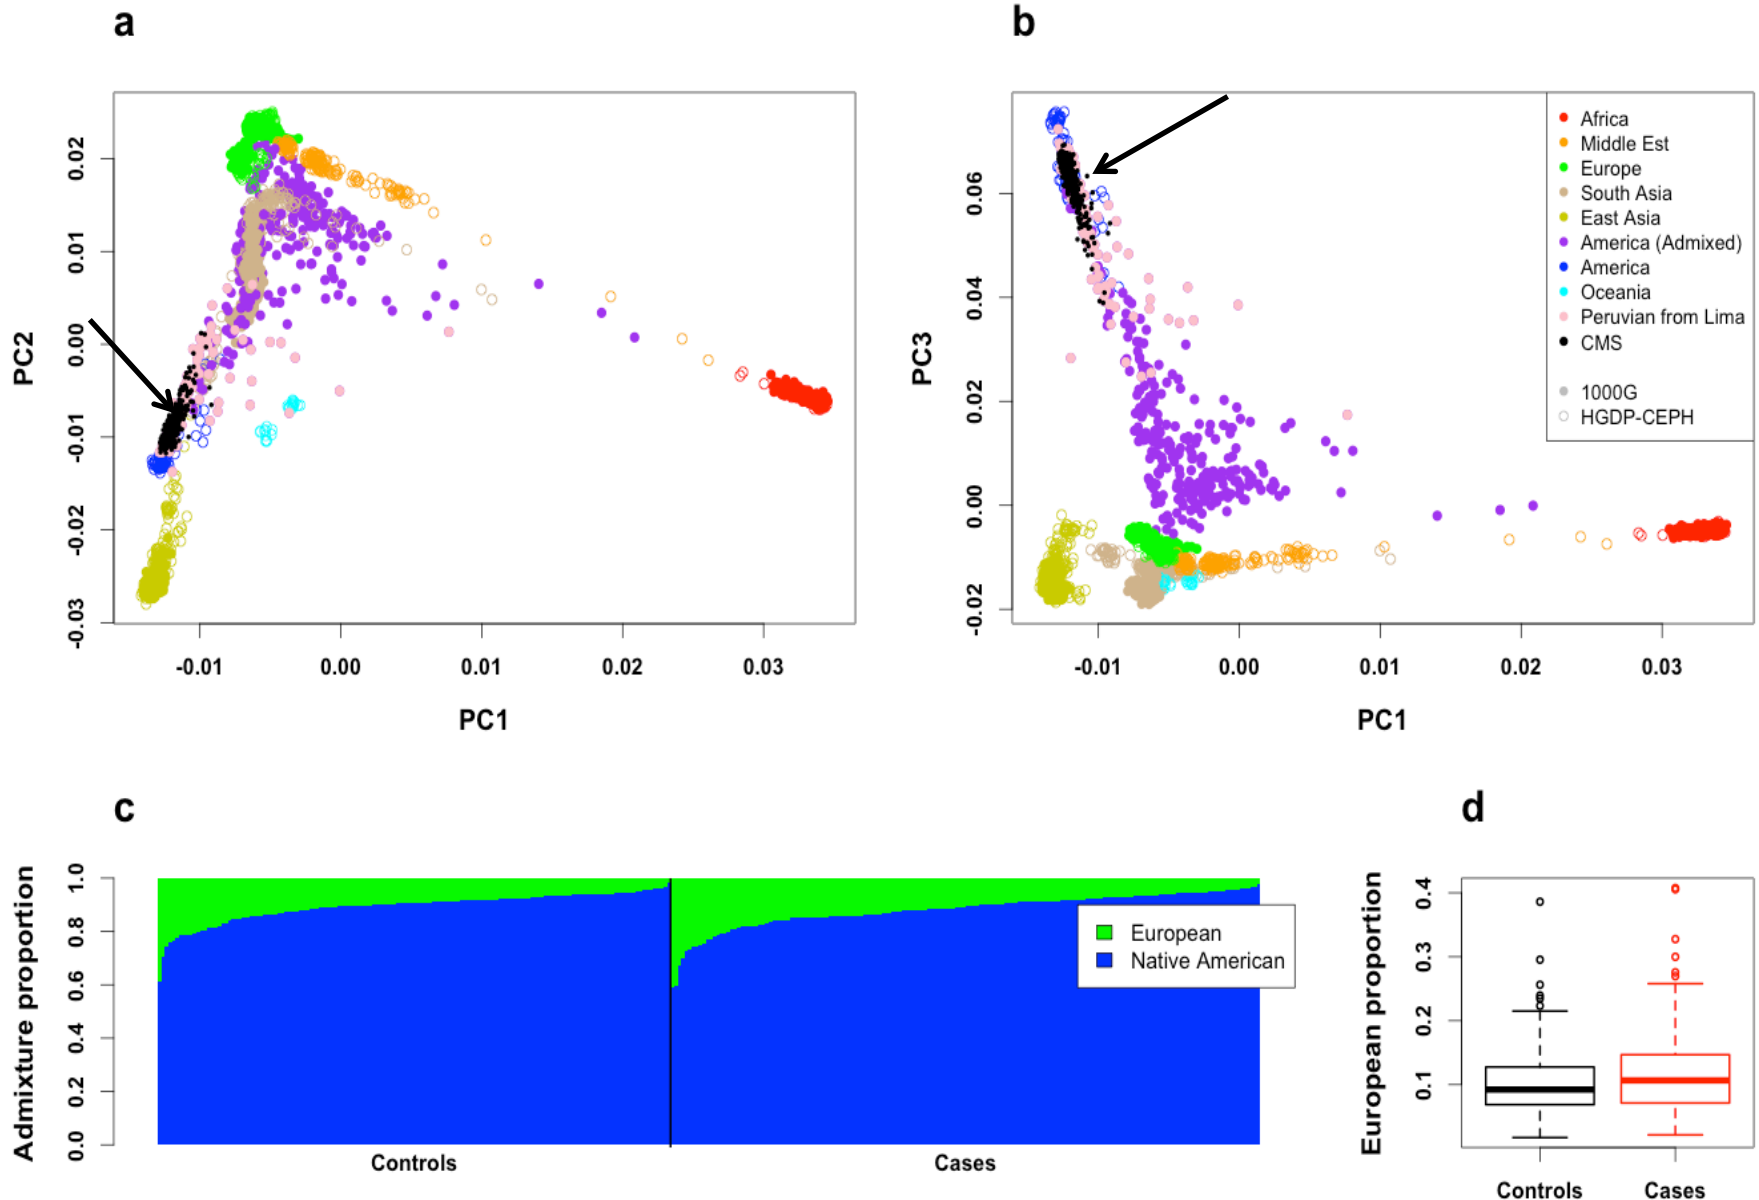 a
b
PC2
-0.03
-0.02
-0.01
0.00
0.01
0.02
-0.01
0.00
0.01
0.02
0.03
PC1
PC3
-0.02
0.00
0.02
0.04
0.06
-0.01
0.00
0.01
0.02
0.03
PC1
Africa
Middle Est
Europe
South Asia
East Asia
America (Admixed)
America
Oceania
Peruvian from Lima
CMS
1000G
HGDP-CEPH
c
d
Admixture proportion
0.0
0.2
0.4
0.6
0.8
1.0
European
Native American
Controls
Cases
European proportion
0.1
0.2
0.3
0.4
Controls
Cases